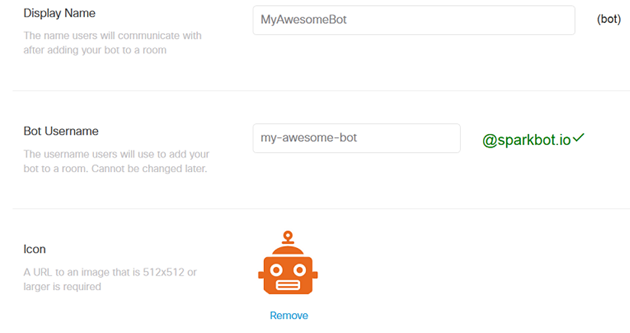 Display Name
MyAwesomeBot
(bot)
The name users will communicate with
after adding your bot to a room
Bot Username
my-awesome-bot
@sparkbot.io
The username users will use to add your
bot to a room. Cannot be changed later.
Icon
A URL to an image that is 512x512 or
larger is required
Remove